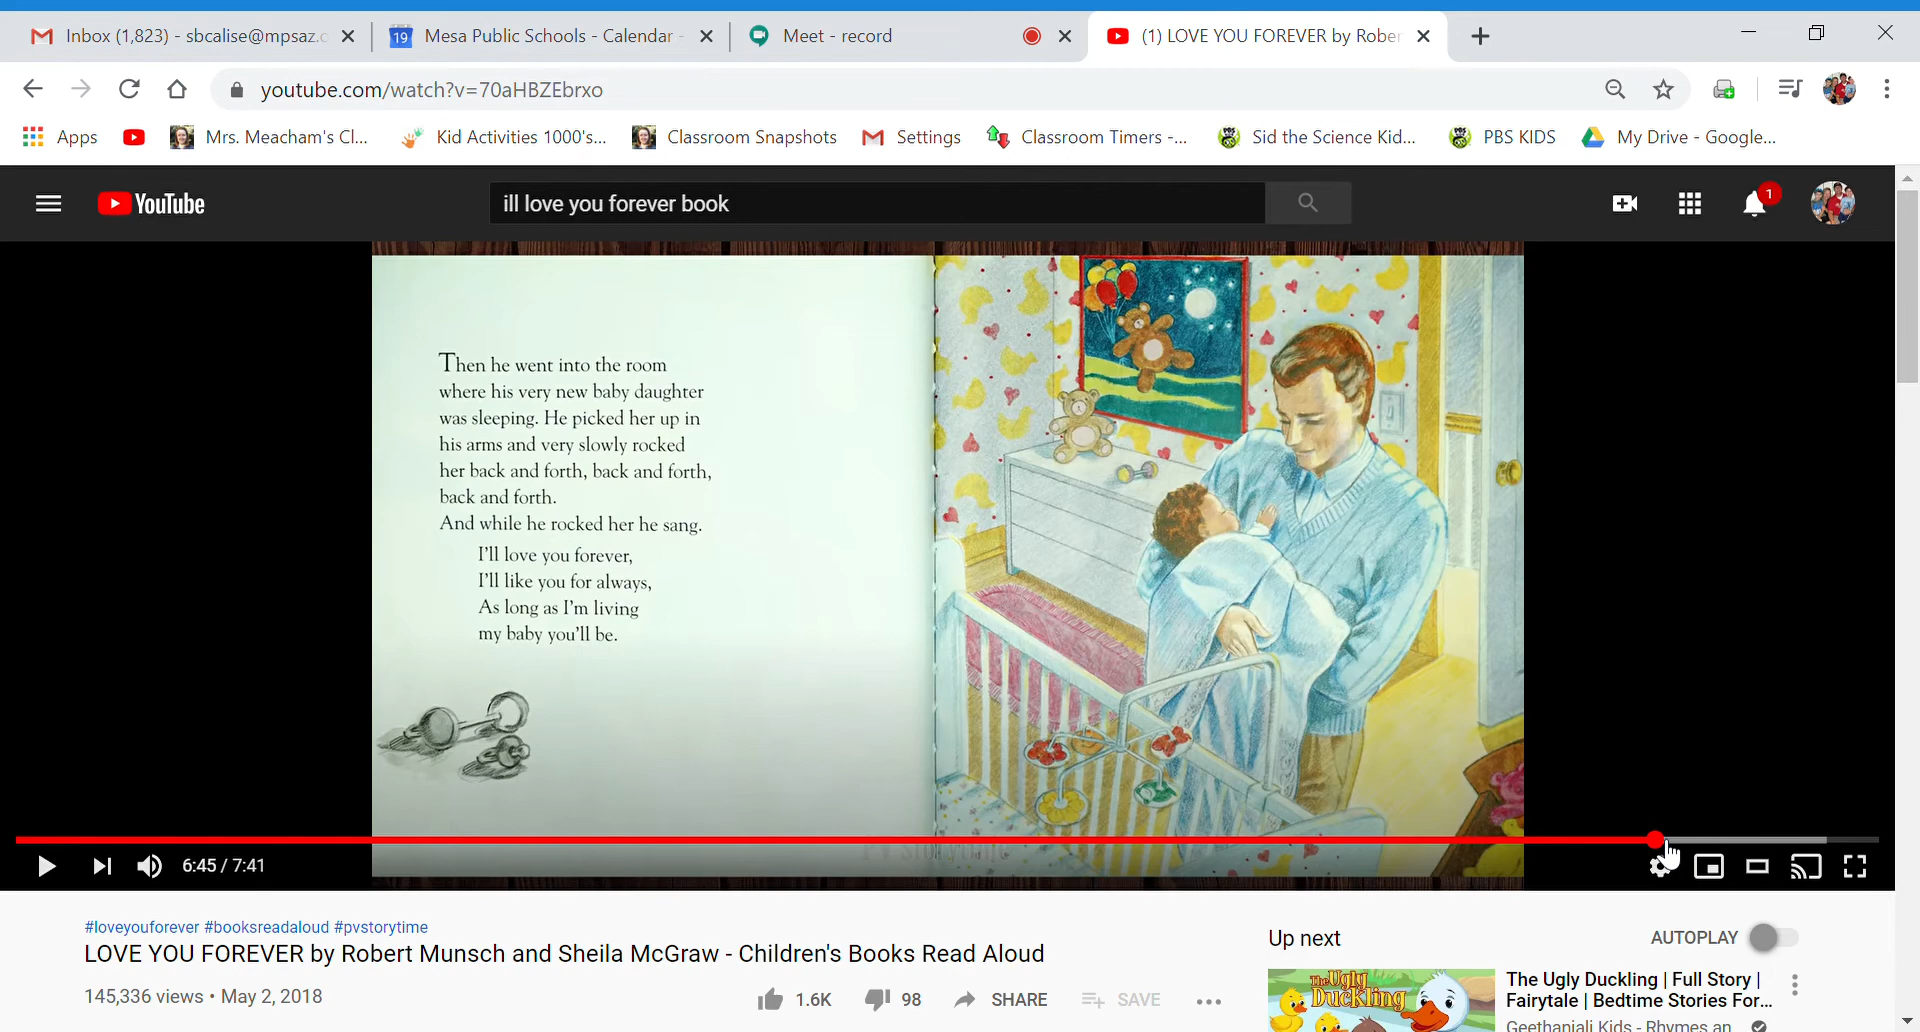 Inbox (1,823) - sbcalise@mpsaz.c
Mesa Public Schools - Calendar -
Meet - record
(1) LOVE YOU FOREVER by Rober
youtube.com/watch?v=70aHBZEbrxo
Apps
Mrs. Meacham's Cl...
Kid Activities 1000's...
Classroom Snapshots
Settings
Classroom Timers -...
Sid the Science Kid...
PBS KIDS
My Drive - Google...
YouTube
ill love you forever book
1
Then he went into the room
where his very new baby daughter
was sleeping. He picked her up in
his arms and very slowly rocked
her back and forth, back and forth,
back and forth.
And while he rocked her he sang.
I'll love you forever,
I'll like you for always,
As long as I'm living
my baby you'll be.
6:45 / 7:41
#loveyouforever #booksreadaloud #pvstorytime
LOVE YOU FOREVER by Robert Munsch and Sheila McGraw - Children's Books Read Aloud
145,336 views • May 2, 2018
1.6K
98
SHARE
SAVE
Up next
AUTOPLAY
The Ugly Duckling
The Ugly Duckling | Full Story |
Fairytale | Bedtime Stories For...
Geethanjali Kids - Rhymes an